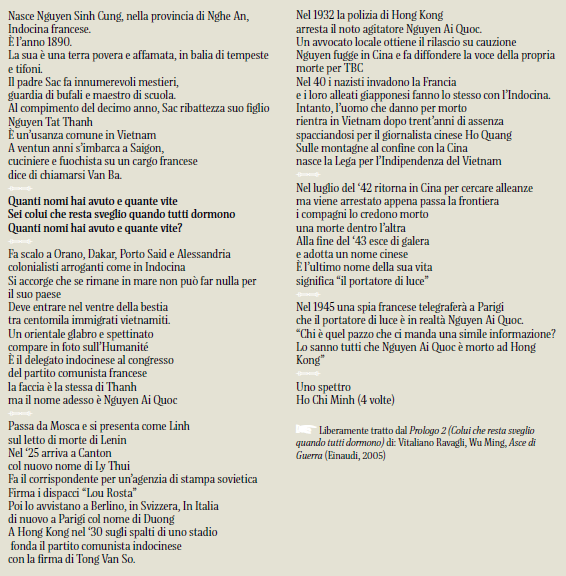 Nasce Nguyen Sinh Cung, nella provincia di Nghe An,
Indocina francese.
È l'anno 1890.
La sua è una terra povera e affamata, in balia di tempeste
e tifoni.
Il padre Sac fa innumerevoli mestieri,
guardia di bufali e maestro di scuola.
Al compimento del decimo anno, Sac ribattezza suo figlio
Nguyen Tat Thanh
È un'usanza comune in Vietnam
A ventun anni s'imbarca a Saigon,
cuciniere e fuochista su un cargo francese
dice di chiamarsi Van Ba.
Quanti nomi hai avuto e quante vite
Sei colui che resta sveglio quando tutti dormono
Quanti nomi hai avuto e quante vite?
Fa scalo a Orano, Dakar, Porto Said e Alessandria
colonialisti arroganti come in Indocina
Si accorge che se rimane in mare non può far nulla per
il suo paese
Deve entrare nel ventre della bestia
tra centomila immigrati vietnamiti.
Un orientale glabro e spettinato
compare in foto sull'Humanité
È il delegato indocinese al congresso
del partito comunista francese
la faccia è la stessa di Thanh
ma il nome adesso è Nguyen Ai Quoc
Passa da Mosca e si presenta come Linh
sul letto di morte di Lenin
Nel '25 arriva a Canton
col nuovo nome di Ly Thui
Fa il corrispondente per un'agenzia di stampa sovietica
Firma i dispacci "Lou Rosta"
Poi lo avvistano a Berlino, in Svizzera, In Italia
di nuovo a Parigi col nome di Duong
A Hong Kong nel '30 sugli spalti di uno stadio
fonda il partito comunista indocinese
con la firma di Tong Van So.
Nel 1932 la polizia di Hong Kong
arresta il noto agitatore Nguyen Ai Quoc.
Un avvocato locale ottiene il rilascio su cauzione
Nguyen fugge in Cina e fa diffondere la voce della propria
morte per TBC
Nel 40 i nazisti invadono la Francia
e i loro alleati giapponesi fanno lo stesso con l'Indocina.
Intanto, l'uomo che danno per morto
rientra in Vietnam dopo trent'anni di assenza
spacciandosi per il giornalista cinese Ho Quang
Sulle montagne al confine con la Cina
nasce la Lega per l'Indipendenza del Vietnam
Nel luglio del '42 ritorna in Cina per cercare alleanze
ma viene arrestato appena passa la frontiera
i compagni lo credono morto
una morte dentro l'altra
Alla fine del '43 esce di galera
e adotta un nome cinese
È l'ultimo nome della sua vita
significa "il portatore di luce"
Nel 1945 una spia francese telegraferà a Parigi
che il portatore di luce è in realtà Nguyen Ai Quoc.
"Chi è quel pazzo che ci manda una simile informazione?
Lo sanno tutti che Nguyen Ai Quoc è morto ad Hong
Kong"
Uno spettro
Ho Chi Minh (4 volte)
Liberamente tratto dal Prologo 2 (Colui che resta sveglio
quando tutti dormono) di: Vitaliano Ravagli, Wu Ming, Asce di
Guerra (Einaudi, 2005)